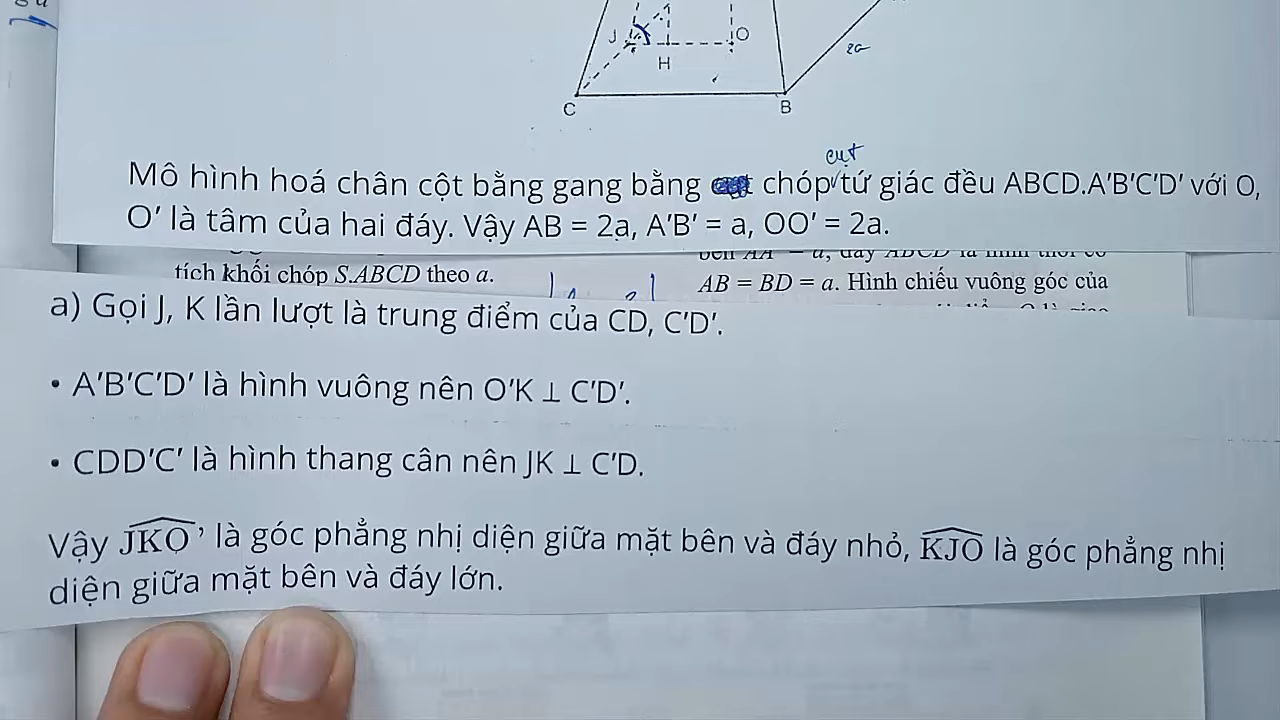 J
O
H
2a
C
B
cụt
Mô hình hoá chân cột bằng gang bằng chóp tứ giác đều ABCD.A'B'C'D' với O,
O' là tâm của hai đáy. Vậy AB = 2a, A'B' = a, OO' = 2a.
tích khối chóp S.ABCD theo a.
AB = BD = a. Hình chiếu vuông góc của
a) Gọi J, K lần lượt là trung điểm của CD, C'D'.
• A'B'C'D' là hình vuông nên O'K ⊥ C'D'.
• CDD'C' là hình thang cân nên JK ⊥ C'D.
Vậy \widehat{JKO}' là góc phẳng nhị diện giữa mặt bên và đáy nhỏ, \widehat{KJO} là góc phẳng nhị
diện giữa mặt bên và đáy lớn.